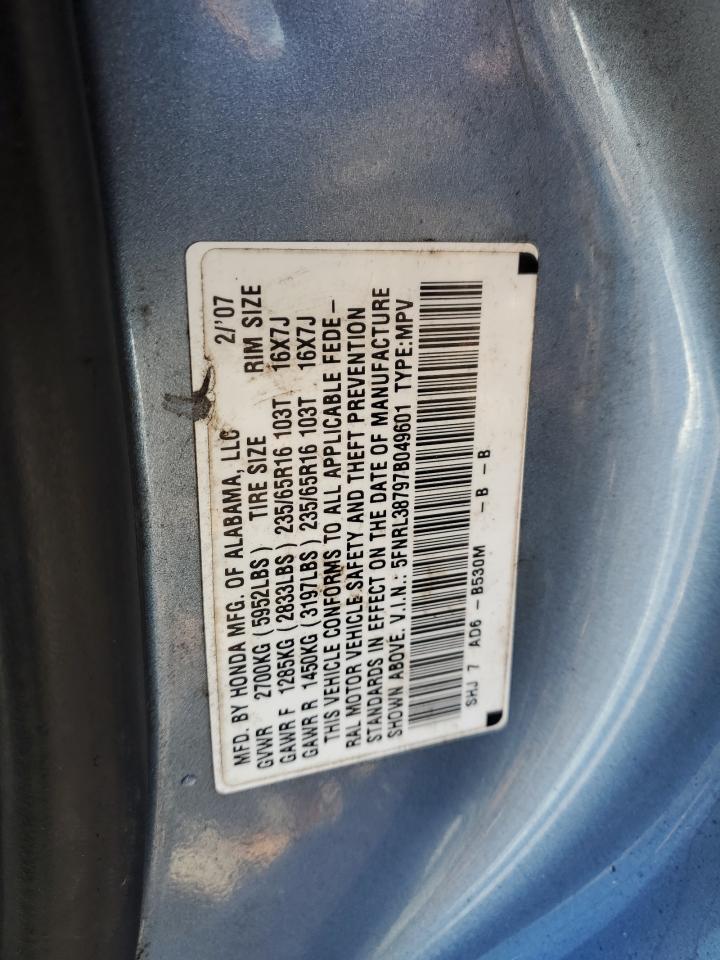 MFD. BY HONDA MFG. OF ALABAMA, LLC 2/'07
GVWR 2700KG (5952LBS) TIRE SIZE RIM SIZE
GAWR F 1285KG (2833LBS) 235/65R16 103T 16X7J
GAWR R 1450KG (3197LBS) 235/65R16 103T 16X7J
THIS VEHICLE CONFORMS TO ALL APPLICABLE FEDE-
RAL MOTOR VEHICLE SAFETY AND THEFT PREVENTION
STANDARDS IN EFFECT ON THE DATE OF MANUFACTURE
SHOWN ABOVE. V.I.N.: 5FNRL38797B049601 TYPE:MPV
SHJ 7 AD6 - B530M - B - B